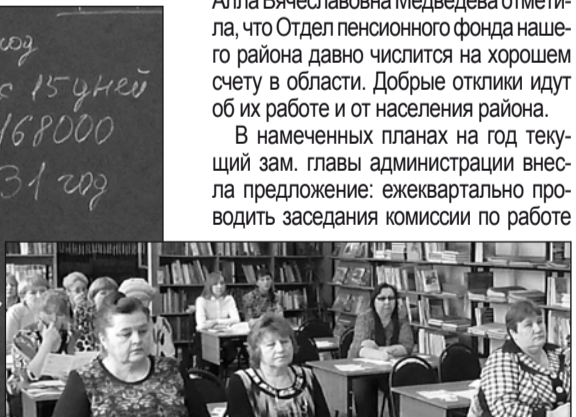 год
с 15 дней
168000
31 год
Алла Вячеславовна Медведева отмети-
ла, что Отдел пенсионного фонда наше-
го района давно числится на хорошем
счету в области. Добрые отклики идут
об их работе и от населения района.
В намеченных планах на год теку-
щий зам. главы администрации внес-
ла предложение: ежеквартально про-
водить заседания комиссии по работе